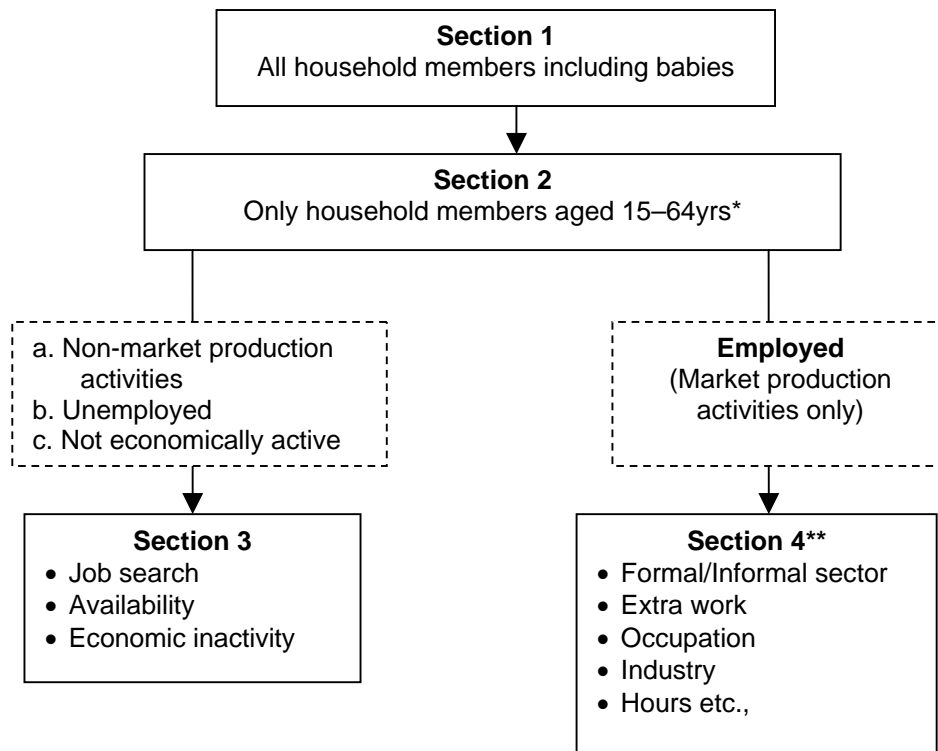 Section 1
All household members including babies
Section 2
Only household members aged 15–64yrs*
a. Non-market production
activities
b. Unemployed
c. Not economically active
Employed
(Market production
activities only)
Section 3
• Job search
• Availability
• Economic inactivity
Section 4**
• Formal/Informal sector
• Extra work
• Occupation
• Industry
• Hours etc.,